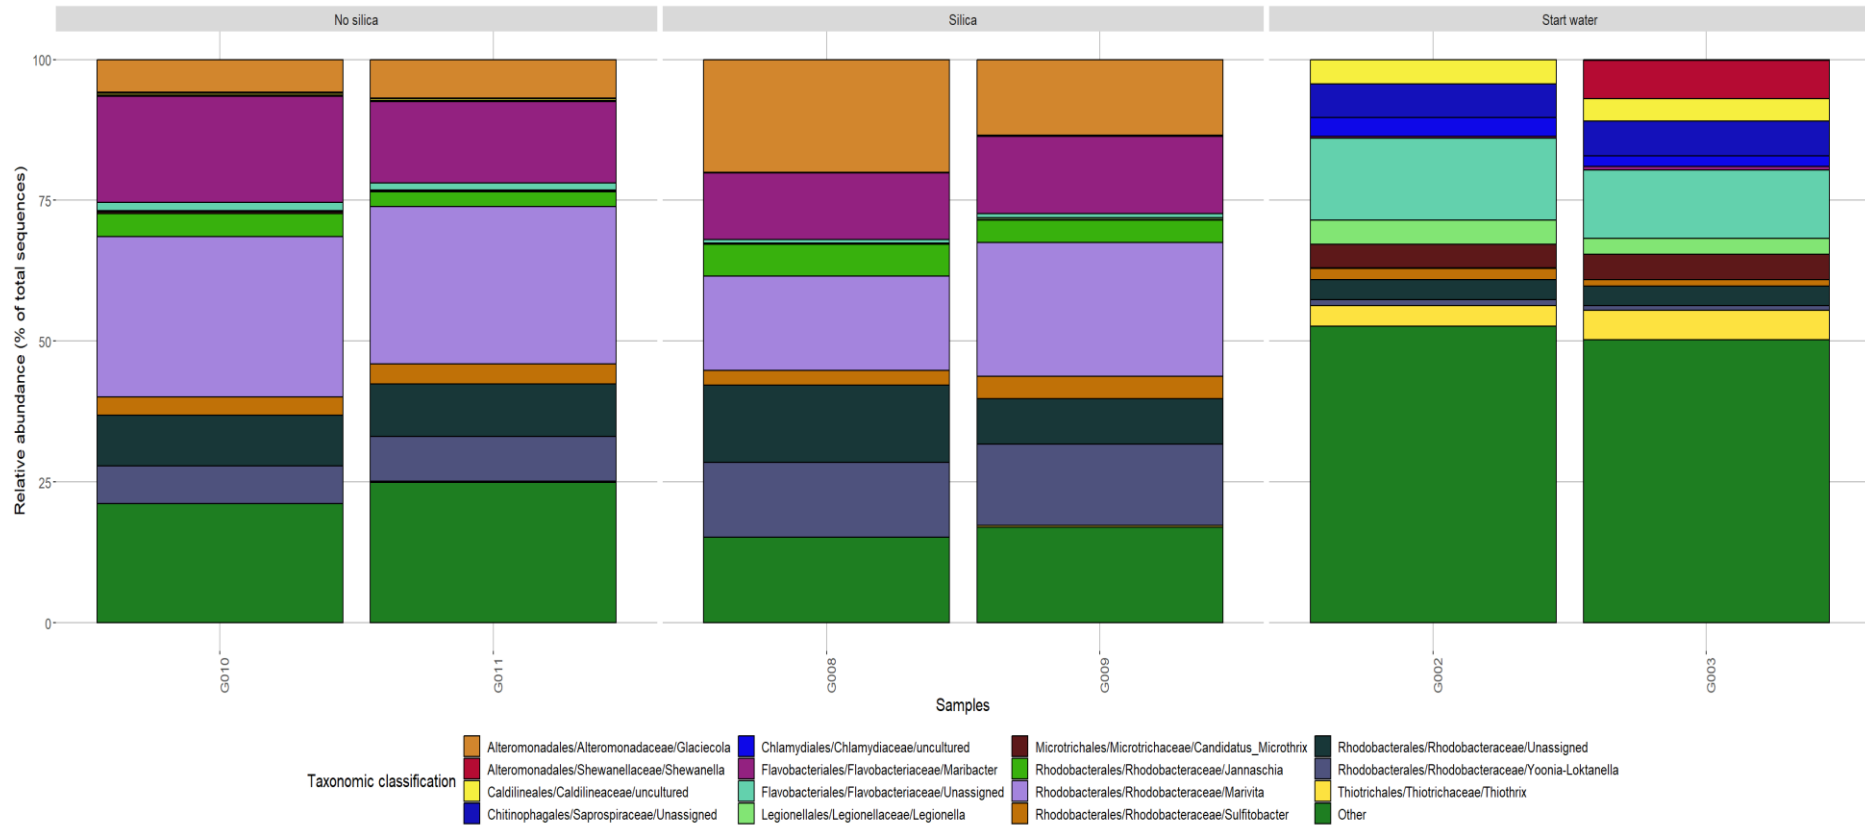 No silica
Silica
Start water
Relative abundance (% of total sequences)
100
75
50
25
0
G010
G011
G008
G009
G002
G003
Samples
Taxonomic classification
Alteromonadales/Alteromonadaceae/Glaciecola
Alteromonadales/Shewanellaceae/Shewanella
Caldilineales/Caldilineaceae/uncultured
Chitinophagales/Saprospiraceae/Unassigned
Chlamydiales/Chlamydiaceae/uncultured
Flavobacteriales/Flavobacteriaceae/Maribacter
Flavobacteriales/Flavobacteriaceae/Unassigned
Legionellales/Legionellaceae/Legionella
Microtrichales/Microtrichaceae/Candidatus_Microthrix
Rhodobacterales/Rhodobacteraceae/Jannaschia
Rhodobacterales/Rhodobacteraceae/Marivita
Rhodobacterales/Rhodobacteraceae/Sulfitobacter
Rhodobacterales/Rhodobacteraceae/Unassigned
Rhodobacterales/Rhodobacteraceae/Yoonia-Loktanella
Thiotrichales/Thiotrichaceae/Thiothrix
Other